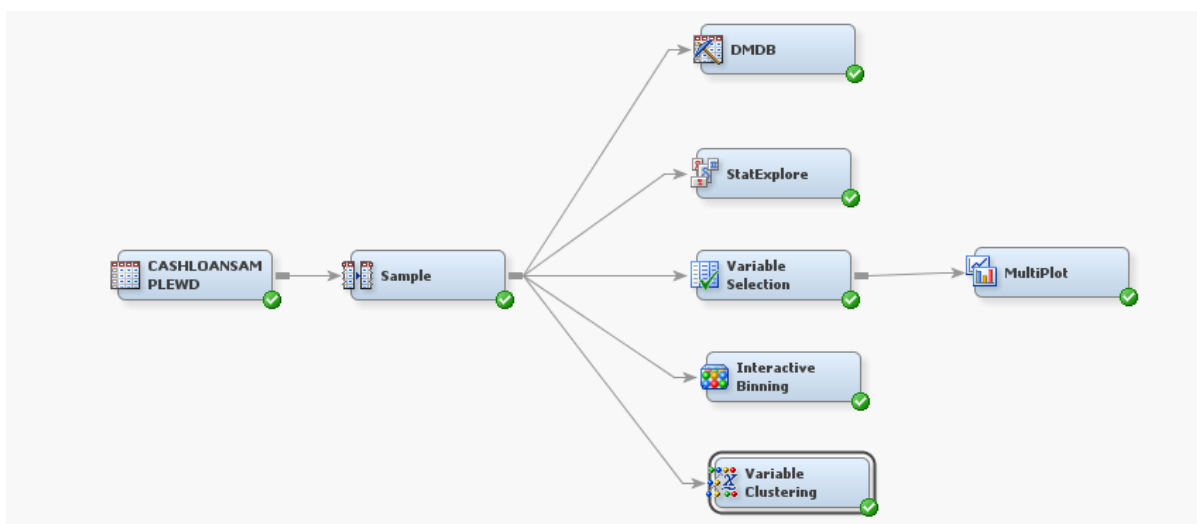 DMDB
StatExplore
CASHLOANSAM
PLEWD
Sample
Variable
Selection
MultiPlot
Interactive
Binning
Variable
Clustering